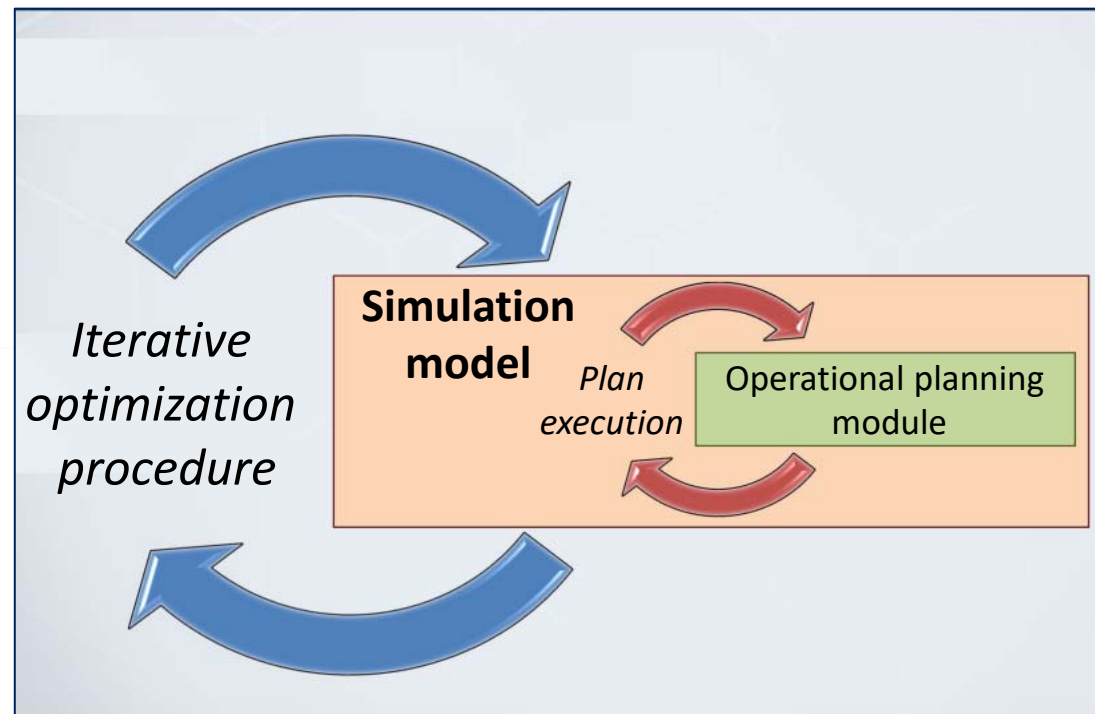 Iterative
optimization
procedure
Simulation
model
Plan
execution
Operational planning
module